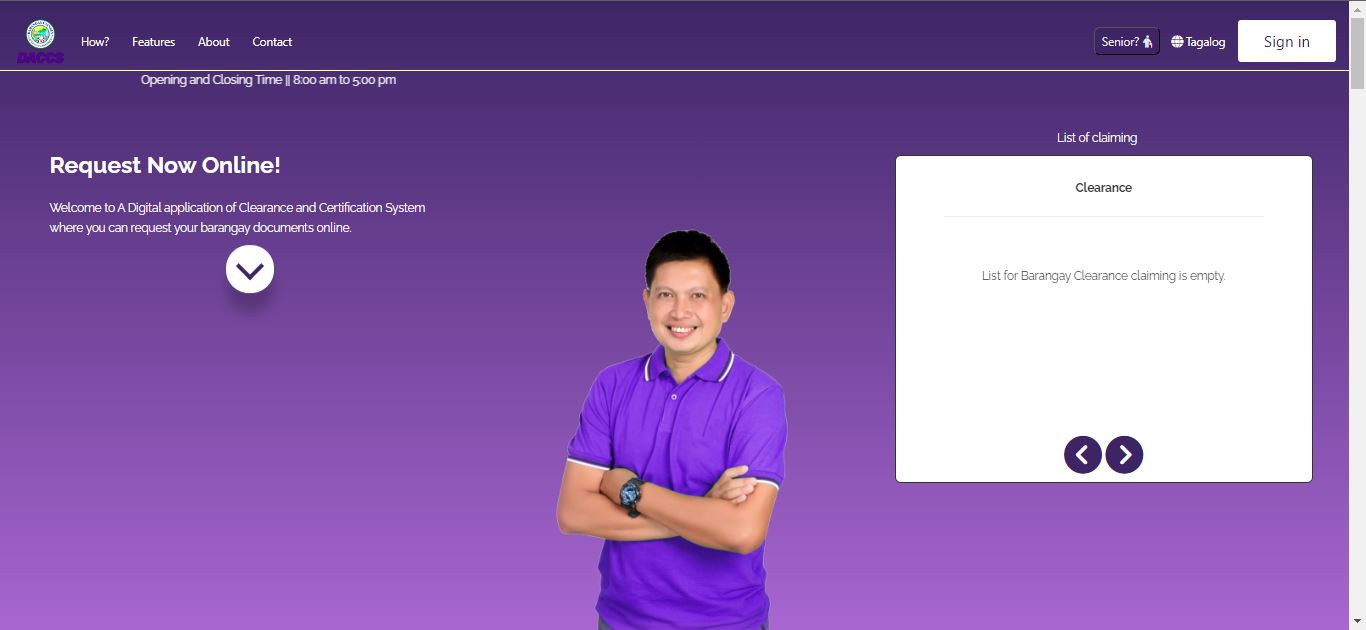 DACCS
How?
Features
About
Contact
Senior?
Tagalog
Sign in
Opening and Closing Time || 8:00 am to 5:00 pm
Request Now Online!
Welcome to A Digital application of Clearance and Certification System
where you can request your barangay documents online.
List of claiming
Clearance
List for Barangay Clearance claiming is empty.